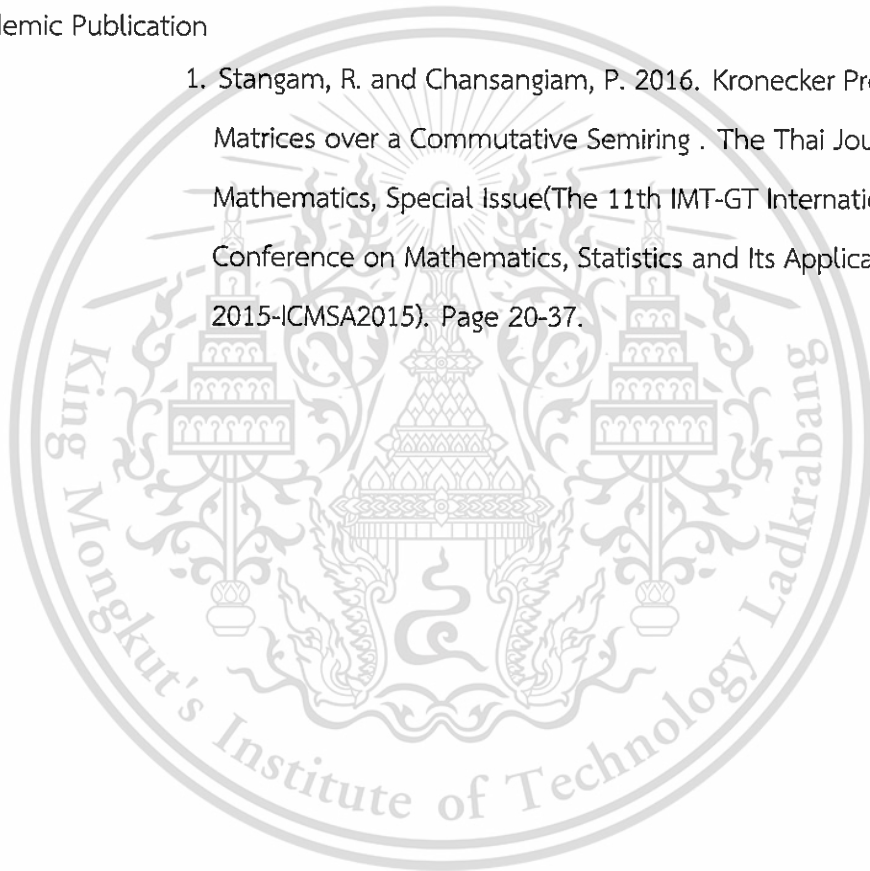 lemic Publication
1. Stangam, R. and Chansangiam, P. 2016. Kronecker Pr
Matrices over a Commutative Semiring . The Thai Jou
Mathematics, Special Issue(The 11th IMT-GT Internati
Conference on Mathematics, Statistics and Its Applica
2015-ICMSA2015). Page 20-37.
King Mongkut's Institute of Technology Ladkrabang